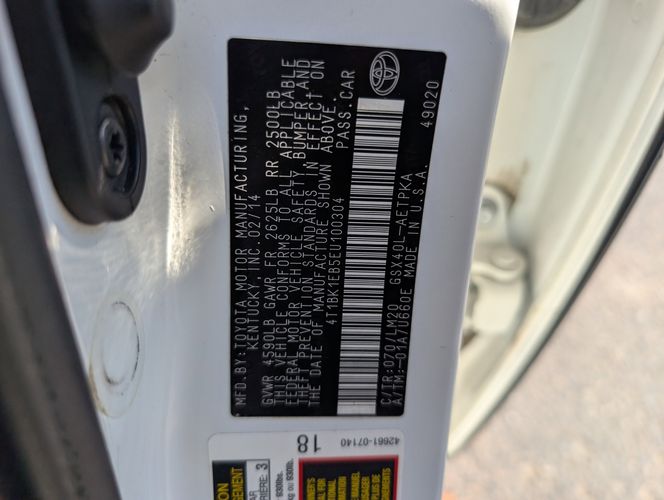 MFD.BY:TOYOTA MOTOR MANUFACTURING,
KENTUCKY, INC. 02/14
GVWR 4590LB GAWR FR 2625LB RR 2500LB
THIS VEHICLE CONFORMS TO ALL APPLICABLE
FEDERAL MOTOR VEHICLE SAFETY, BUMPER, AND
THEFT PREVENTION STANDARDS IN EFFECT ON
THE DATE OF MANUFACTURE SHOWN ABOVE.
4T1BK1EB5EU100304 PASS.CAR
C/TR:070/LM20 GSX40L-AETPKA 49020
A/TM:-01A/U660E MADE IN U.S.A.
42661-07140
18
3